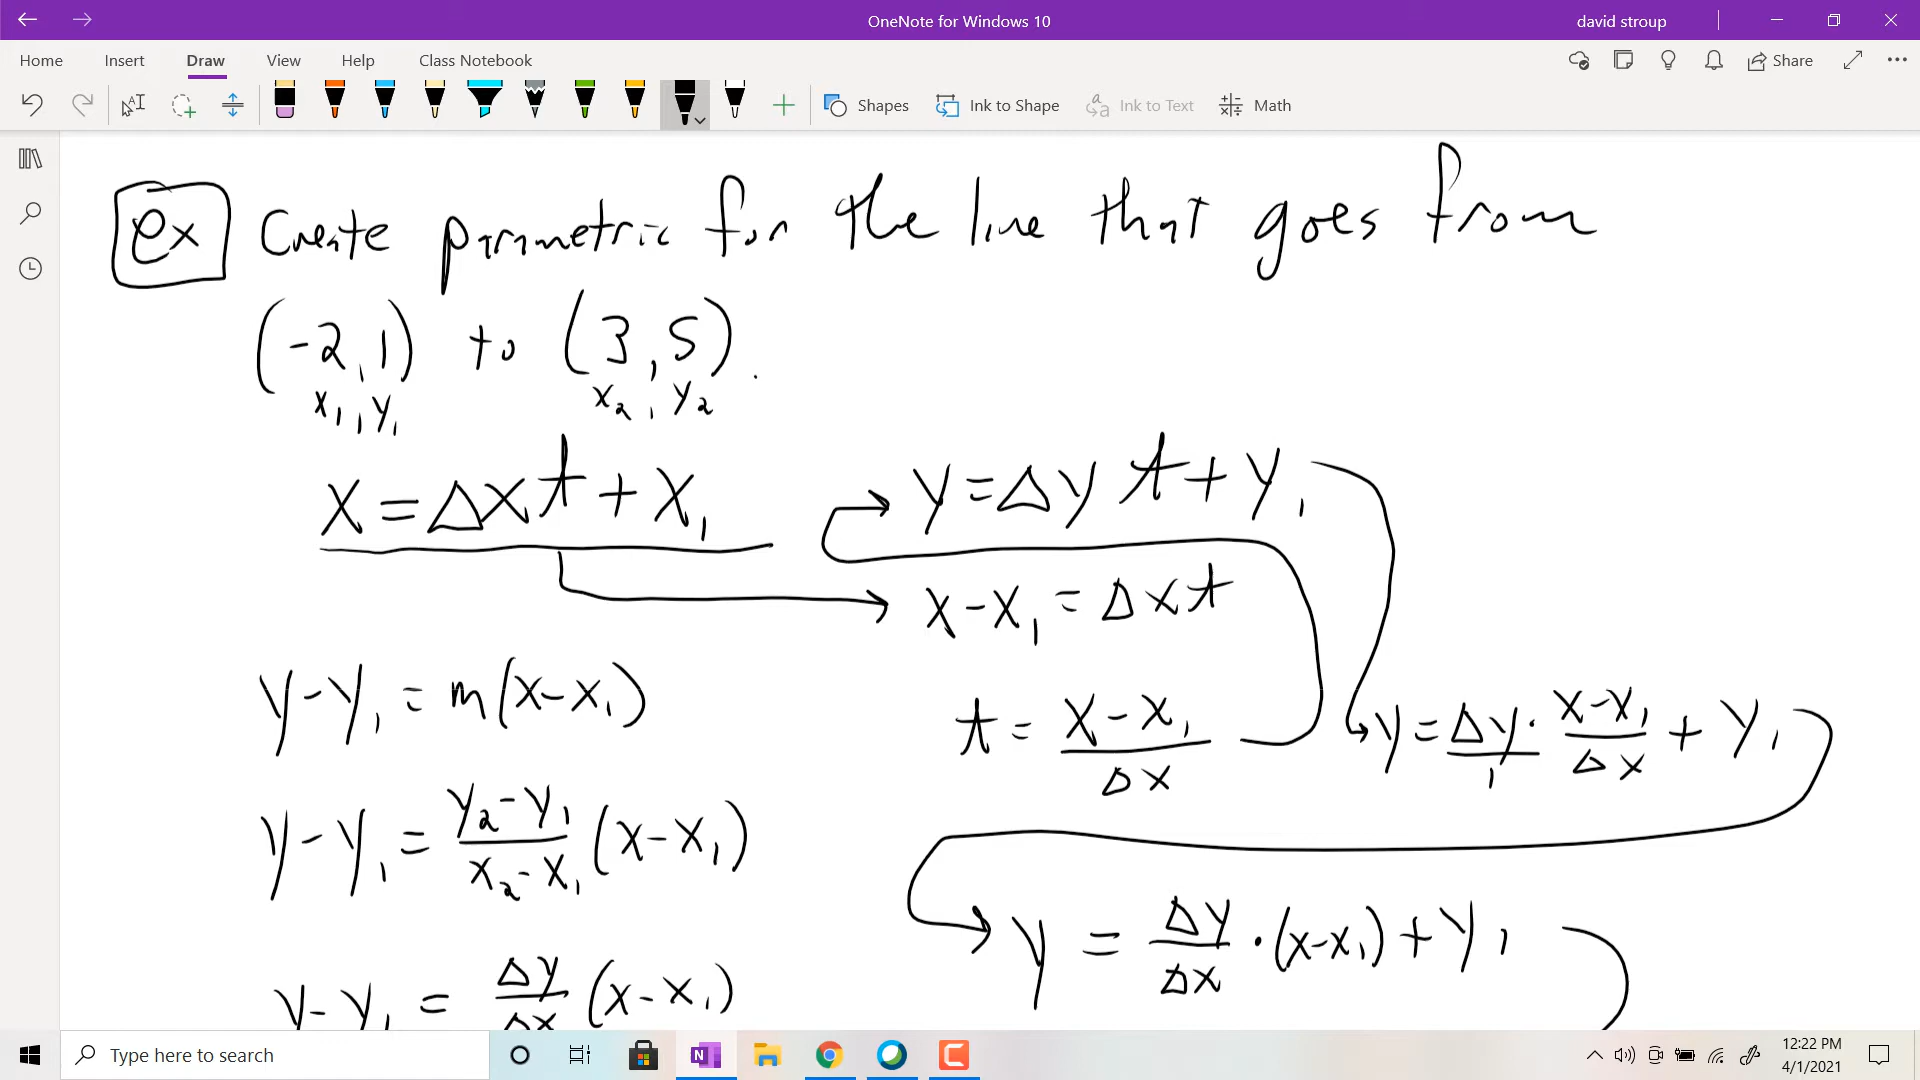 OneNote for Windows 10
david stroup
Home Insert Draw View Help Class Notebook
Share
Shapes Ink to Shape Ink to Text Math
ex Create parametric for the line that goes from
(-2, 1) to (3, 5).
x₁, y₁ x₂, y₂
x = Δx t + x₁
y = Δy t + y₁
x - x₁ = Δx t
y - y₁ = m(x - x₁)
t = (x - x₁)/Δx
y = Δy/1 · (x - x₁)/Δx + y₁
y - y₁ = (y₂ - y₁)/(x₂ - x₁) (x - x₁)
y = Δy/Δx · (x - x₁) + y₁
y - y₁ = Δy/Δx (x - x₁)
Type here to search
12:22 PM
4/1/2021